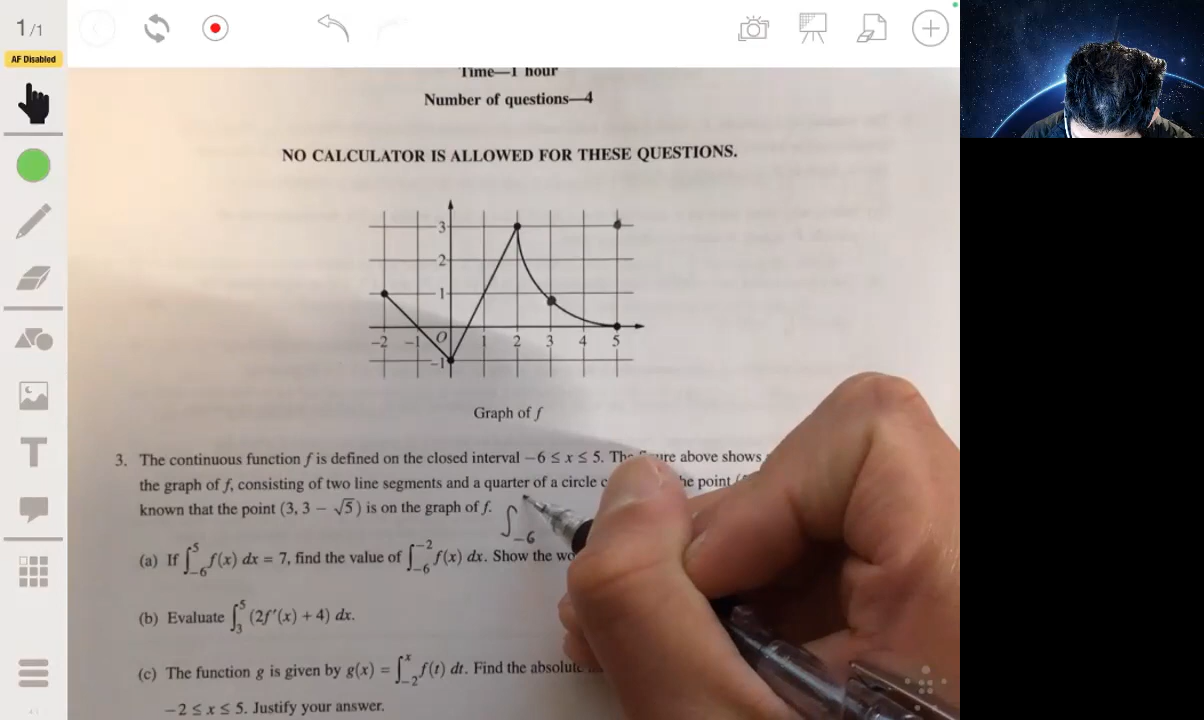 1/1
AF Disabled
T
Time—1 hour
Number of questions—4
NO CALCULATOR IS ALLOWED FOR THESE QUESTIONS.
3
2
1
O
-2 -1 1 2 3 4 5
-1
Graph of f
3. The continuous function f is defined on the closed interval −6 ≤ x ≤ 5. The figure above shows
the graph of f, consisting of two line segments and a quarter of a circle c he point (
known that the point (3, 3 − √5) is on the graph of f. ∫_{-6}
(a) If ∫_{-6}^{5} f(x) dx = 7, find the value of ∫_{-6}^{-2} f(x) dx. Show the wo
(b) Evaluate ∫_{3}^{5} (2f′(x) + 4) dx.
(c) The function g is given by g(x) = ∫_{-2}^{x} f(t) dt. Find the absolute
−2 ≤ x ≤ 5. Justify your answer.